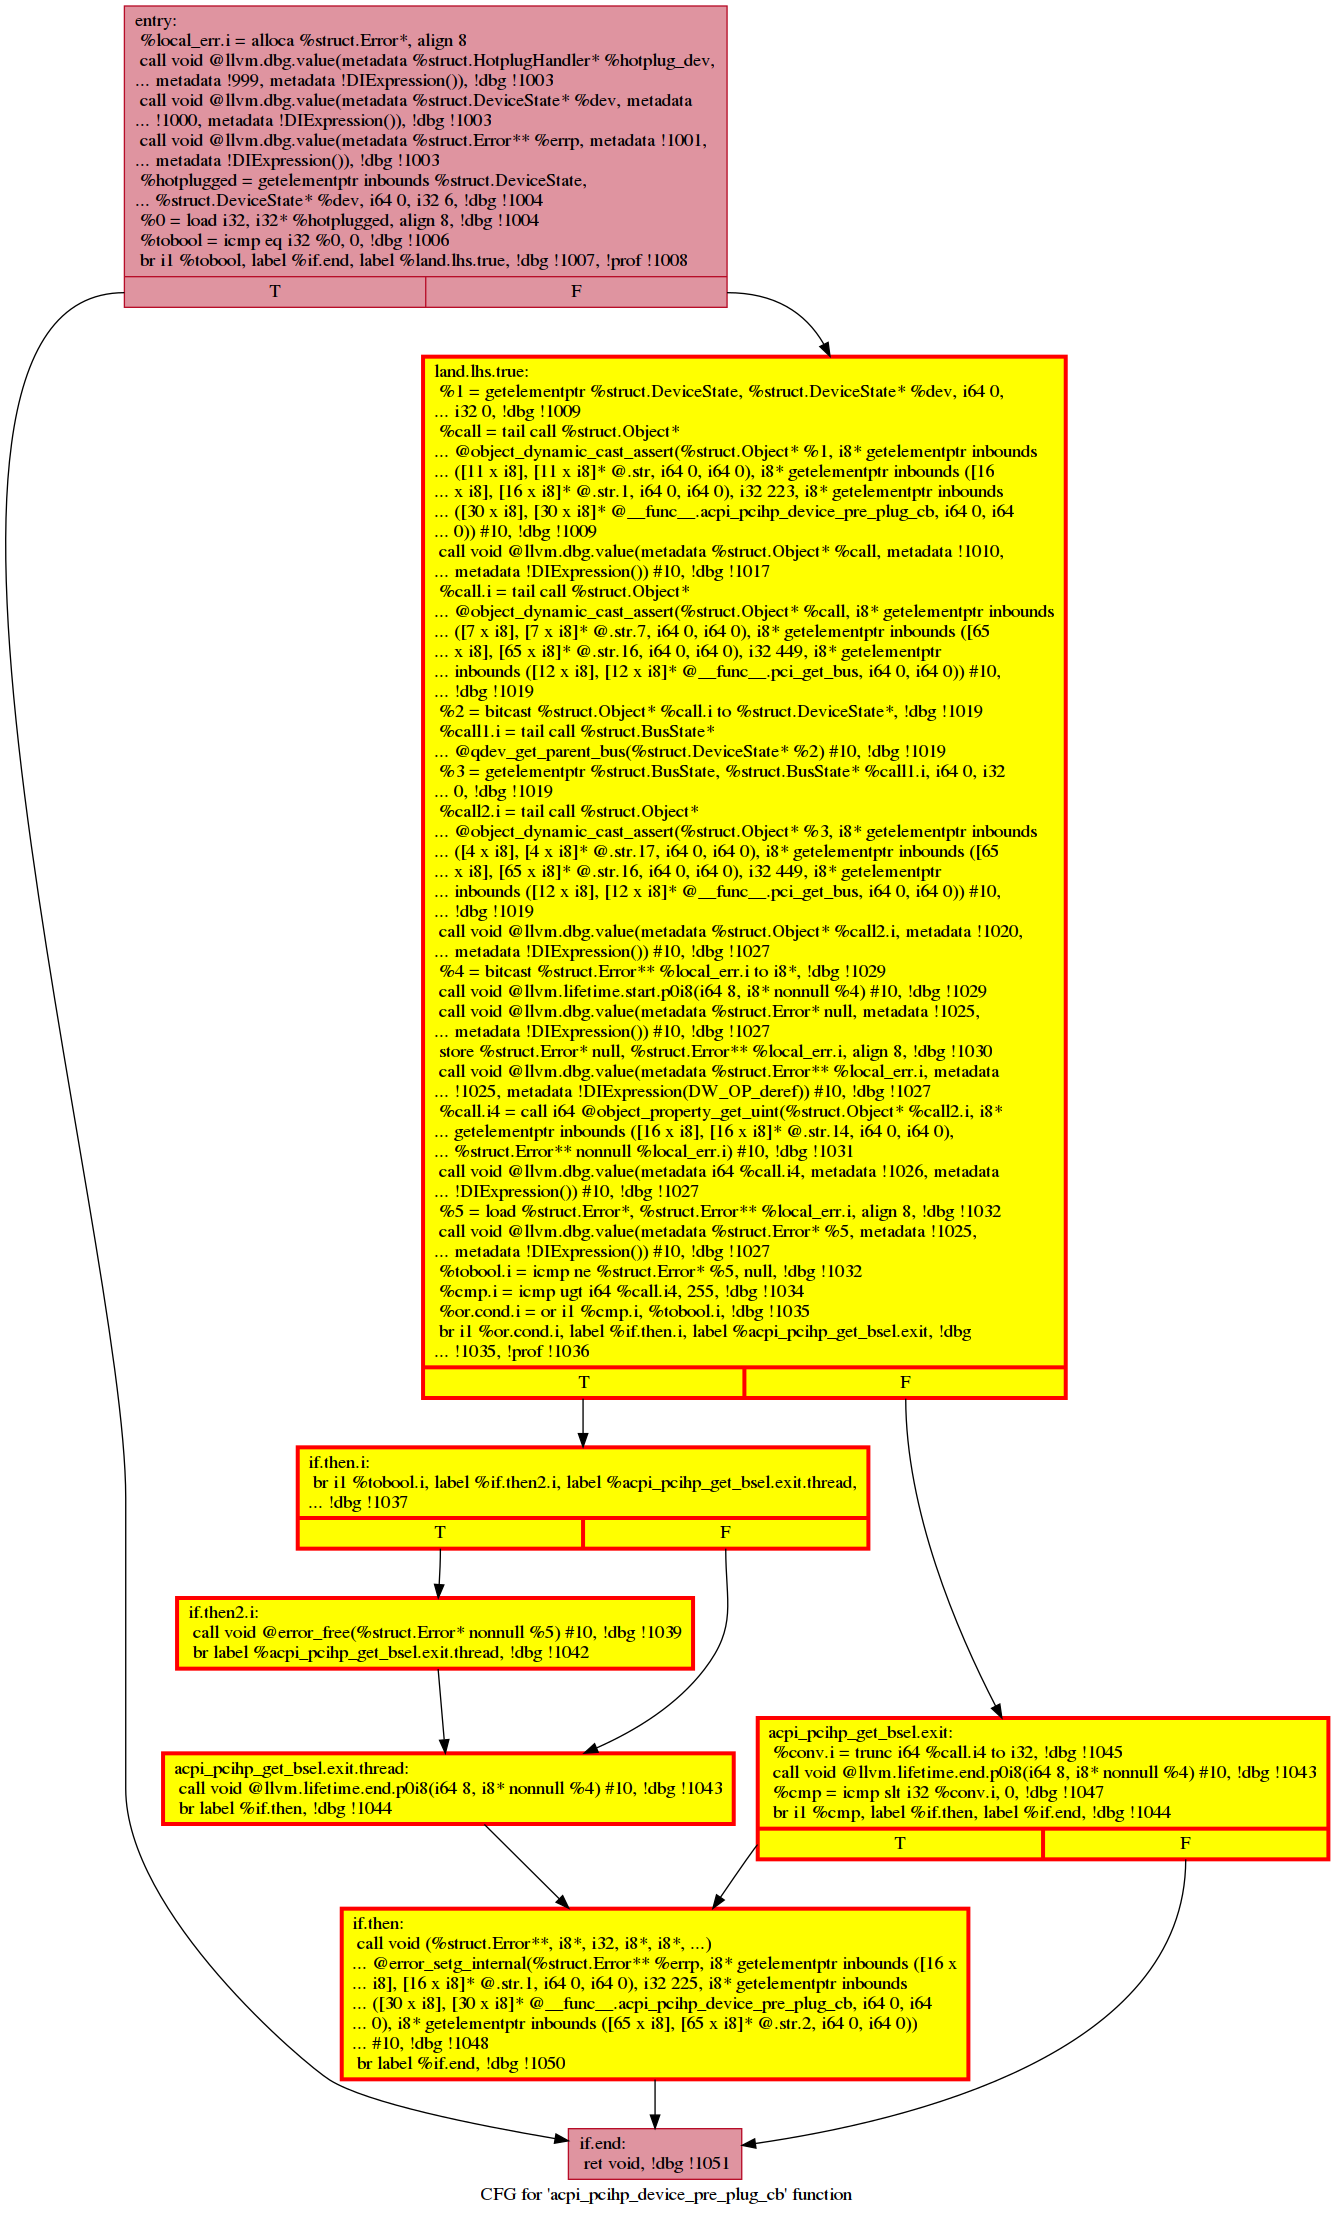 entry:
%local_err.i = alloca %struct.Error*, align 8
call void @llvm.dbg.value(metadata %struct.HotplugHandler* %hotplug_dev,
... metadata !999, metadata !DIExpression()), !dbg !1003
call void @llvm.dbg.value(metadata %struct.DeviceState* %dev, metadata
... !1000, metadata !DIExpression()), !dbg !1003
call void @llvm.dbg.value(metadata %struct.Error** %errp, metadata !1001,
... metadata !DIExpression()), !dbg !1003
%hotplugged = getelementptr inbounds %struct.DeviceState,
... %struct.DeviceState* %dev, i64 0, i32 6, !dbg !1004
%0 = load i32, i32* %hotplugged, align 8, !dbg !1004
%tobool = icmp eq i32 %0, 0, !dbg !1006
br i1 %tobool, label %if.end, label %land.lhs.true, !dbg !1007, !prof !1008
T F
land.lhs.true:
%1 = getelementptr %struct.DeviceState, %struct.DeviceState* %dev, i64 0,
... i32 0, !dbg !1009
%call = tail call %struct.Object*
... @object_dynamic_cast_assert(%struct.Object* %1, i8* getelementptr inbounds
... ([11 x i8], [11 x i8]* @.str, i64 0, i64 0), i8* getelementptr inbounds ([16
... x i8], [16 x i8]* @.str.1, i64 0, i64 0), i32 223, i8* getelementptr inbounds
... ([30 x i8], [30 x i8]* @__func__.acpi_pcihp_device_pre_plug_cb, i64 0, i64
... 0)) #10, !dbg !1009
call void @llvm.dbg.value(metadata %struct.Object* %call, metadata !1010,
... metadata !DIExpression()) #10, !dbg !1017
%call.i = tail call %struct.Object*
... @object_dynamic_cast_assert(%struct.Object* %call, i8* getelementptr inbounds
... ([7 x i8], [7 x i8]* @.str.7, i64 0, i64 0), i8* getelementptr inbounds ([65
... x i8], [65 x i8]* @.str.16, i64 0, i64 0), i32 449, i8* getelementptr
... inbounds ([12 x i8], [12 x i8]* @__func__.pci_get_bus, i64 0, i64 0)) #10,
... !dbg !1019
%2 = bitcast %struct.Object* %call.i to %struct.DeviceState*, !dbg !1019
%call1.i = tail call %struct.BusState*
... @qdev_get_parent_bus(%struct.DeviceState* %2) #10, !dbg !1019
%3 = getelementptr %struct.BusState, %struct.BusState* %call1.i, i64 0, i32
... 0, !dbg !1019
%call2.i = tail call %struct.Object*
... @object_dynamic_cast_assert(%struct.Object* %3, i8* getelementptr inbounds
... ([4 x i8], [4 x i8]* @.str.17, i64 0, i64 0), i8* getelementptr inbounds ([65
... x i8], [65 x i8]* @.str.16, i64 0, i64 0), i32 449, i8* getelementptr
... inbounds ([12 x i8], [12 x i8]* @__func__.pci_get_bus, i64 0, i64 0)) #10,
... !dbg !1019
call void @llvm.dbg.value(metadata %struct.Object* %call2.i, metadata !1020,
... metadata !DIExpression()) #10, !dbg !1027
%4 = bitcast %struct.Error** %local_err.i to i8*, !dbg !1029
call void @llvm.lifetime.start.p0i8(i64 8, i8* nonnull %4) #10, !dbg !1029
call void @llvm.dbg.value(metadata %struct.Error* null, metadata !1025,
... metadata !DIExpression()) #10, !dbg !1027
store %struct.Error* null, %struct.Error** %local_err.i, align 8, !dbg !1030
call void @llvm.dbg.value(metadata %struct.Error** %local_err.i, metadata
... !1025, metadata !DIExpression(DW_OP_deref)) #10, !dbg !1027
%call.i4 = call i64 @object_property_get_uint(%struct.Object* %call2.i, i8*
... getelementptr inbounds ([16 x i8], [16 x i8]* @.str.14, i64 0, i64 0),
... %struct.Error** nonnull %local_err.i) #10, !dbg !1031
call void @llvm.dbg.value(metadata i64 %call.i4, metadata !1026, metadata
... !DIExpression()) #10, !dbg !1027
%5 = load %struct.Error*, %struct.Error** %local_err.i, align 8, !dbg !1032
call void @llvm.dbg.value(metadata %struct.Error* %5, metadata !1025,
... metadata !DIExpression()) #10, !dbg !1027
%tobool.i = icmp ne %struct.Error* %5, null, !dbg !1032
%cmp.i = icmp ugt i64 %call.i4, 255, !dbg !1034
%or.cond.i = or i1 %cmp.i, %tobool.i, !dbg !1035
br i1 %or.cond.i, label %if.then.i, label %acpi_pcihp_get_bsel.exit, !dbg
... !1035, !prof !1036
T F
if.then.i:
br i1 %tobool.i, label %if.then2.i, label %acpi_pcihp_get_bsel.exit.thread,
... !dbg !1037
T F
if.then2.i:
call void @error_free(%struct.Error* nonnull %5) #10, !dbg !1039
br label %acpi_pcihp_get_bsel.exit.thread, !dbg !1042
acpi_pcihp_get_bsel.exit.thread:
call void @llvm.lifetime.end.p0i8(i64 8, i8* nonnull %4) #10, !dbg !1043
br label %if.then, !dbg !1044
acpi_pcihp_get_bsel.exit:
%conv.i = trunc i64 %call.i4 to i32, !dbg !1045
call void @llvm.lifetime.end.p0i8(i64 8, i8* nonnull %4) #10, !dbg !1043
%cmp = icmp slt i32 %conv.i, 0, !dbg !1047
br i1 %cmp, label %if.then, label %if.end, !dbg !1044
T F
if.then:
call void (%struct.Error**, i8*, i32, i8*, i8*, ...)
... @error_setg_internal(%struct.Error** %errp, i8* getelementptr inbounds ([16 x
... i8], [16 x i8]* @.str.1, i64 0, i64 0), i32 225, i8* getelementptr inbounds
... ([30 x i8], [30 x i8]* @__func__.acpi_pcihp_device_pre_plug_cb, i64 0, i64
... 0), i8* getelementptr inbounds ([65 x i8], [65 x i8]* @.str.2, i64 0, i64 0))
... #10, !dbg !1048
br label %if.end, !dbg !1050
if.end:
ret void, !dbg !1051
CFG for 'acpi_pcihp_device_pre_plug_cb' function